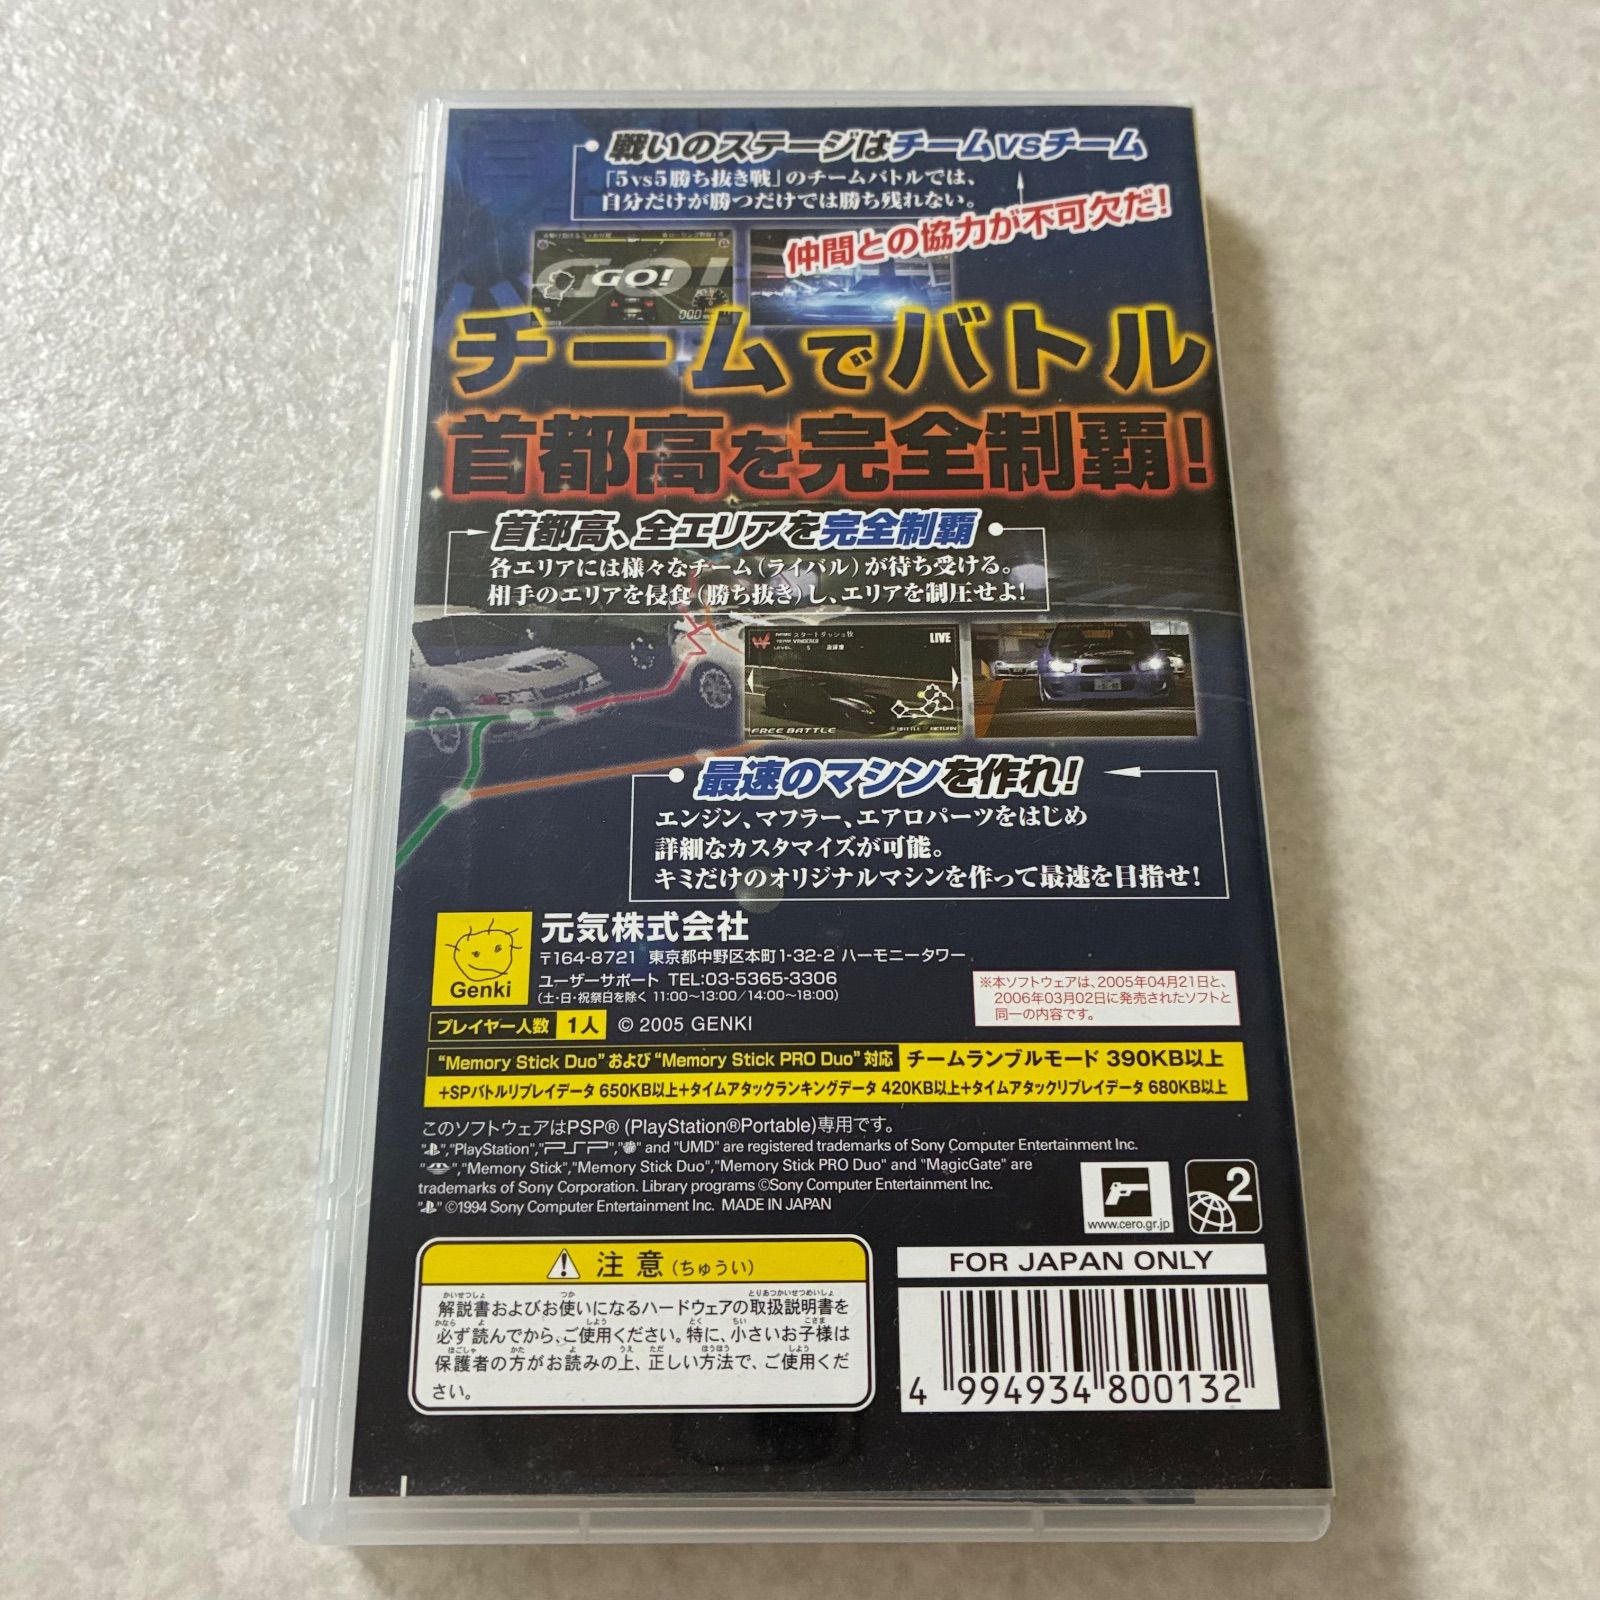 戦いのステージはチームvsチーム
「5vs5勝ち抜き戦」のチームバトルでは、
自分だけが勝つだけでは勝ち残れない。
仲間との協力が不可欠だ!
GO!
チームでバトル
首都高を完全制覇!
首都高、全エリアを完全制覇
各エリアには様々なチーム(ライバル)が待ち受ける。
相手のエリアを侵食(勝ち抜き)し、エリアを制圧せよ!
NAME スタートダッシュ牧
TEAM WANDERER
LEVEL 5
LIVE
FREE BATTLE
BATTLE RETURN
最速のマシンを作れ!
エンジン、マフラー、エアロパーツをはじめ
詳細なカスタマイズが可能。
キミだけのオリジナルマシンを作って最速を目指せ!
Genki
元気株式会社
〒164-8721 東京都中野区本町1-32-2 ハーモニータワー
ユーザーサポート TEL:03-5365-3306
(土・日・祝祭日を除く 11:00~13:00/14:00~18:00)
※本ソフトウェアは、2005年04月21日と、
2006年03月02日に発売されたソフトと
同一の内容です。
プレイヤー人数 1人 © 2005 GENKI
"Memory Stick Duo"および"Memory Stick PRO Duo"対応 チームランブルモード 390KB以上
+SPバトルリプレイデータ 650KB以上+タイムアタックランキングデータ 420KB以上+タイムアタックリプレイデータ 680KB以上
このソフトウェアはPSP® (PlayStation®Portable)専用です。
" ","PlayStation","PSP"," " and "UMD" are registered trademarks of Sony Computer Entertainment Inc.
" ","Memory Stick","Memory Stick Duo","Memory Stick PRO Duo" and "MagicGate" are
trademarks of Sony Corporation. Library programs ©Sony Computer Entertainment Inc.
" " ©1994 Sony Computer Entertainment Inc. MADE IN JAPAN
www.cero.gr.jp
2
注意(ちゅうい)
解説書およびお使いになるハードウェアの取扱説明書を
必ず読んでから、ご使用ください。特に、小さいお子様は
保護者の方がお読みの上、正しい方法で、ご使用くだ
さい。
FOR JAPAN ONLY
4 994934 800132